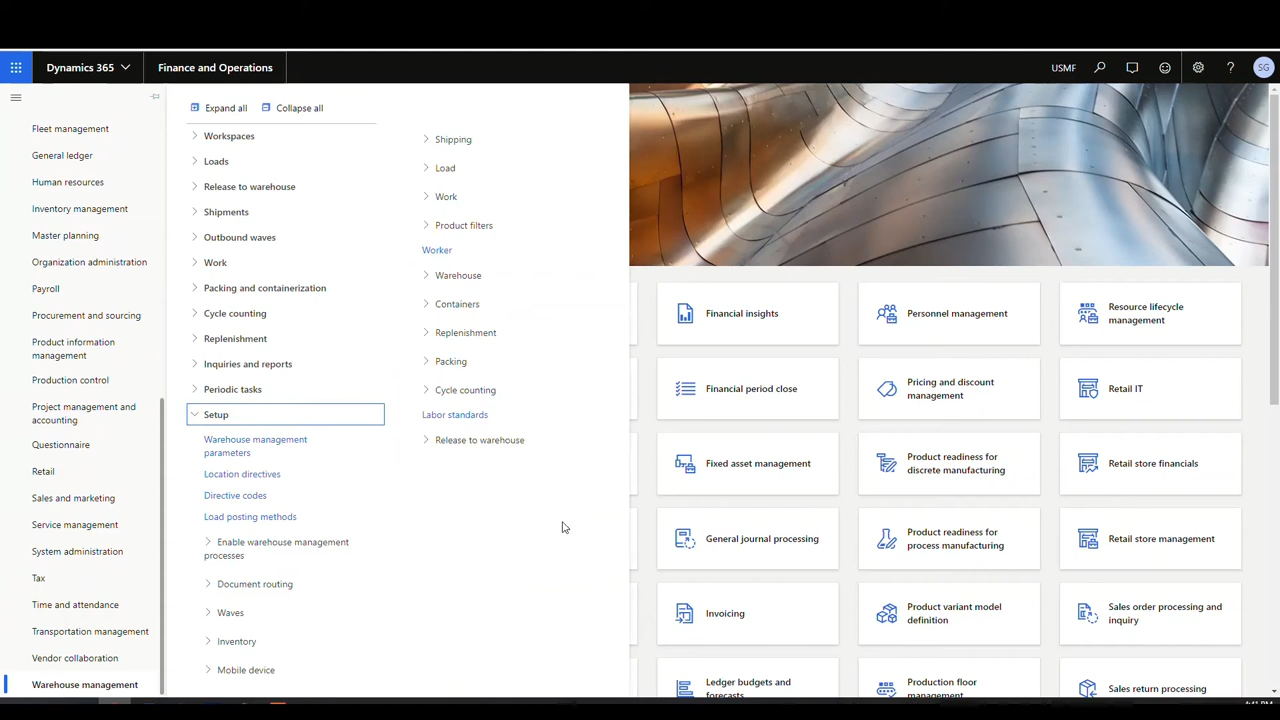 Dynamics 365
Finance and Operations
USMF
SG
Fleet management
General ledger
Human resources
Inventory management
Master planning
Organization administration
Payroll
Procurement and sourcing
Product information
management
Production control
Project management and
accounting
Questionnaire
Retail
Sales and marketing
Service management
System administration
Tax
Time and attendance
Transportation management
Vendor collaboration
Warehouse management
Expand all
Collapse all
Workspaces
Loads
Release to warehouse
Shipments
Outbound waves
Work
Packing and containerization
Cycle counting
Replenishment
Inquiries and reports
Periodic tasks
Setup
Warehouse management
parameters
Location directives
Directive codes
Load posting methods
Enable warehouse management
processes
Document routing
Waves
Inventory
Mobile device
Shipping
Load
Work
Product filters
Worker
Warehouse
Containers
Replenishment
Packing
Cycle counting
Labor standards
Release to warehouse
Financial insights
Personnel management
Resource lifecycle
management
Financial period close
Pricing and discount
management
Retail IT
Fixed asset management
Product readiness for
discrete manufacturing
Retail store financials
General journal processing
Product readiness for
process manufacturing
Retail store management
Invoicing
Product variant model
definition
Sales order processing and
inquiry
Ledger budgets and
forecasts
Production floor
management
Sales return processing
4:41 PM